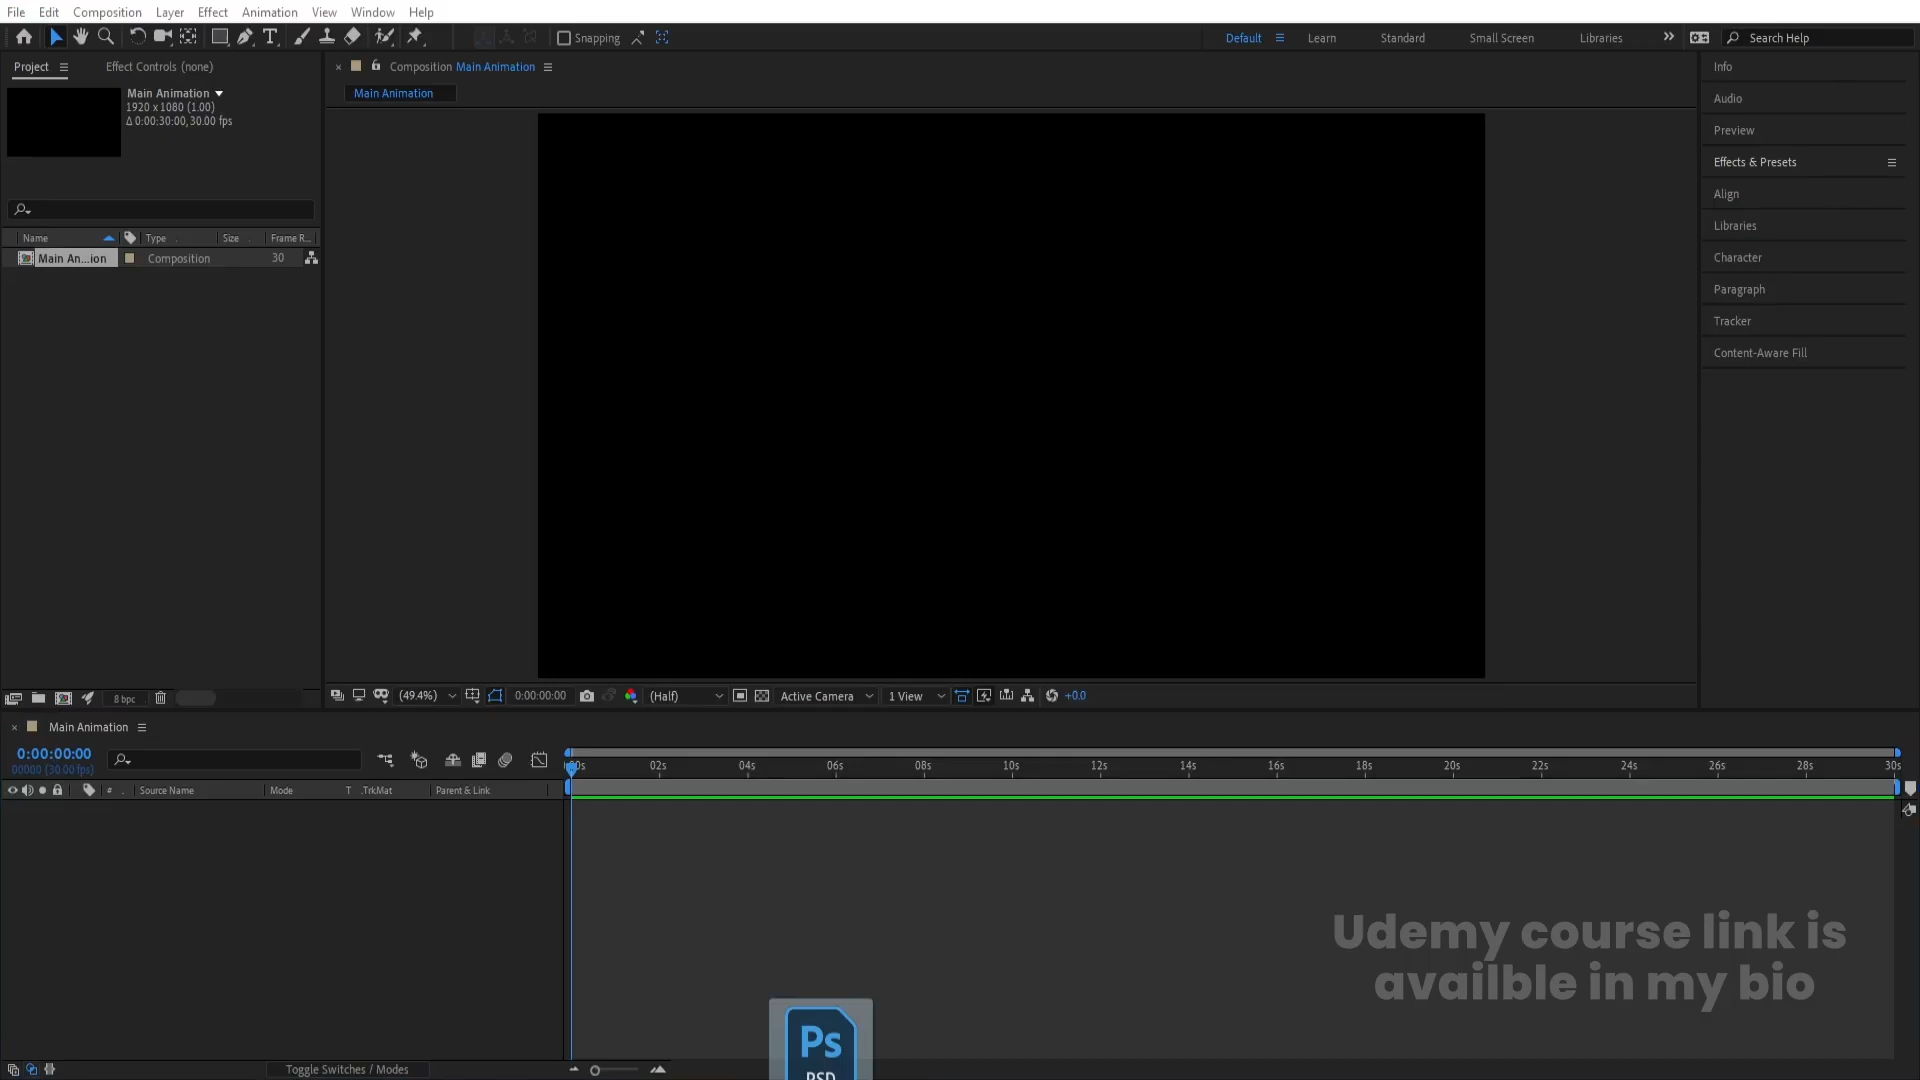 File Edit Composition Layer Effect Animation View Window Help
Snapping
Default Learn Standard Small Screen Libraries Search Help
Project Effect Controls (none)
Composition Main Animation
Main Animation
Main Animation
1920 x 1080 (1.00)
Δ 0:00:30:00, 30.00 fps
Name Type Size Frame R...
Main An...ion Composition 30
Info
Audio
Preview
Effects & Presets
Align
Libraries
Character
Paragraph
Tracker
Content-Aware Fill
8 bpc
(49.4%) 0:00:00:00 (Half) Active Camera 1 View +0.0
Main Animation
0:00:00:00
00000 (30.00 fps)
02s 04s 06s 08s 10s 12s 14s 16s 18s 20s 22s 24s 26s 28s 30s
# Source Name Mode T .TrkMat Parent & Link
Udemy course link is
availble in my bio
Ps
PSD
Toggle Switches / Modes